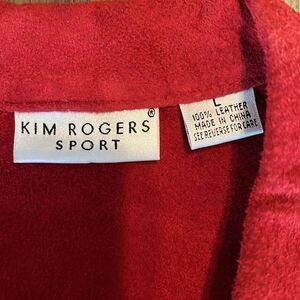 KIM ROGERS®
SPORT
L
100% LEATHER
MADE IN CHINA
SEE REVERSE FOR CARE